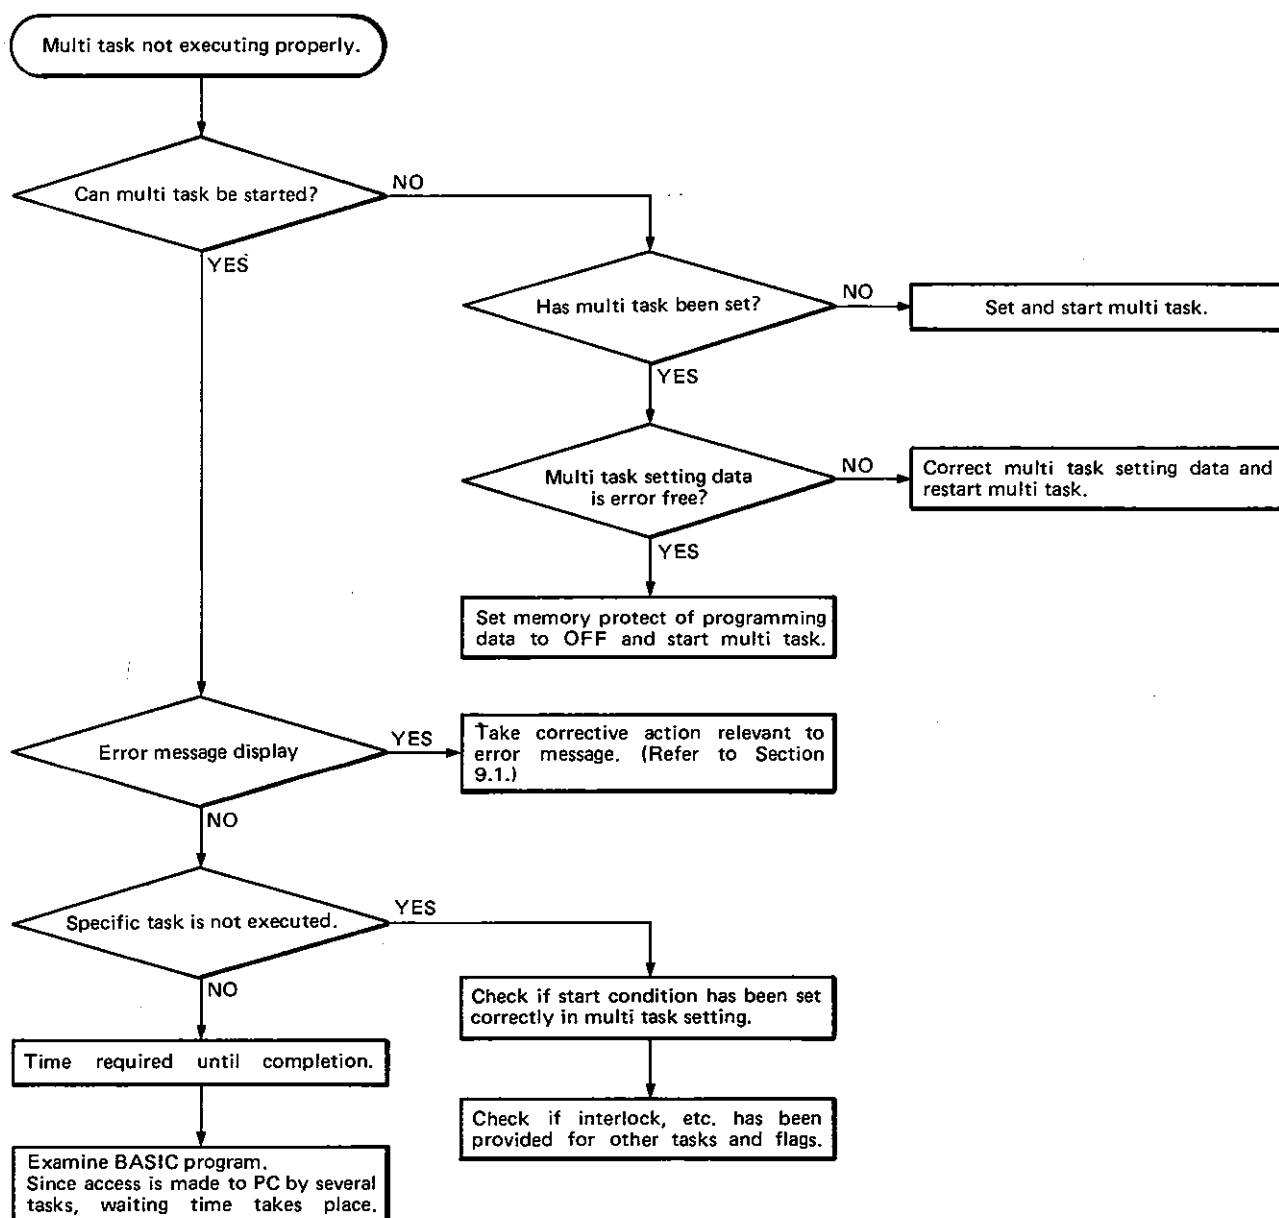 Multi task not executing properly.
Can multi task be started?
NO
YES
Has multi task been set?
NO
Set and start multi task.
YES
Multi task setting data
is error free?
NO
Correct multi task setting data and
restart multi task.
YES
Set memory protect of programming
data to OFF and start multi task.
Error message display
YES
Take corrective action relevant to
error message. (Refer to Section
9.1.)
NO
Specific task is not executed.
YES
NO
Check if start condition has been set
correctly in multi task setting.
Time required until completion.
Check if interlock, etc. has been
provided for other tasks and flags.
Examine BASIC program.
Since access is made to PC by several
tasks, waiting time takes place.